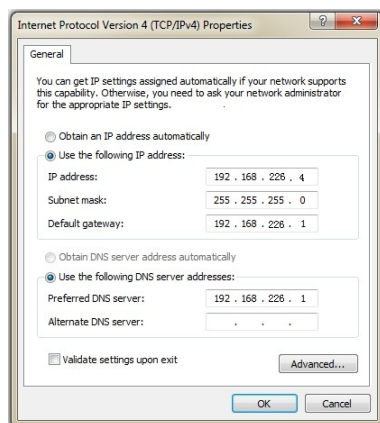 Internet Protocol Version 4 (TCP/IPv4) Properties
General
You can get IP settings assigned automatically if your network supports
this capability. Otherwise, you need to ask your network administrator
for the appropriate IP settings.
Obtain an IP address automatically
Use the following IP address:
IP address: 192 . 168 . 226 . 4
Subnet mask: 255 . 255 . 255 . 0
Default gateway: 192 . 168 . 226 . 1
Obtain DNS server address automatically
Use the following DNS server addresses:
Preferred DNS server: 192 . 168 . 226 . 1
Alternate DNS server: . . .
Validate settings upon exit
Advanced...
OK Cancel